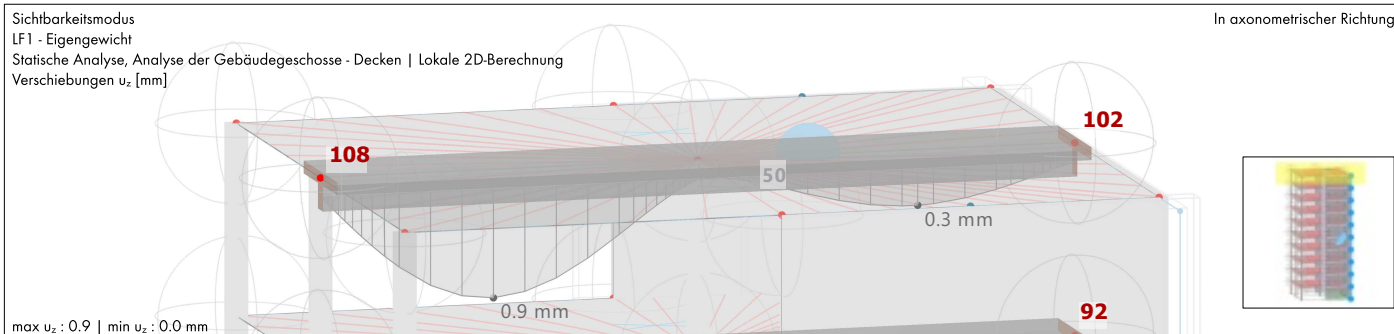 Sichtbarkeitsmodus
LF1 - Eigengewicht
Statische Analyse, Analyse der Gebäudegeschosse - Decken | Lokale 2D-Berechnung
Verschiebungen uz [mm]
In axonometrischer Richtung
102
108
50
0.3 mm
0.9 mm
92
max uz : 0.9 | min uz : 0.0 mm